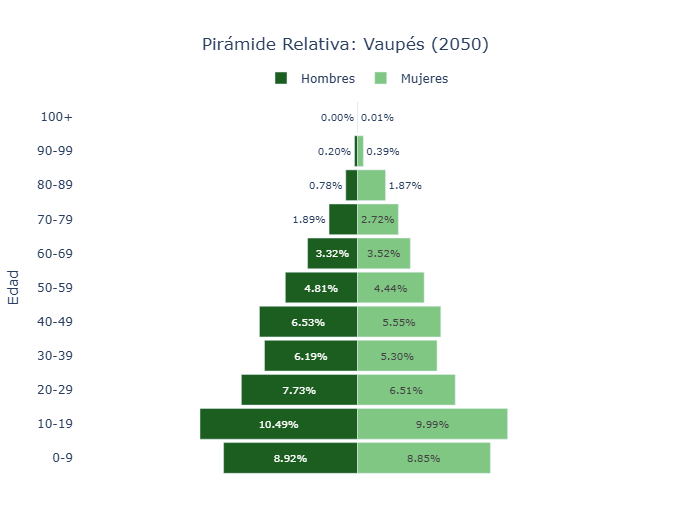 Pirámide Relativa: Vaupés (2050)
Hombres Mujeres
100+ 0.00% 0.01%
90-99 0.20% 0.39%
80-89 0.78% 1.87%
70-79 1.89% 2.72%
60-69 3.32% 3.52%
50-59 4.81% 4.44%
40-49 6.53% 5.55%
30-39 6.19% 5.30%
20-29 7.73% 6.51%
10-19 10.49% 9.99%
0-9 8.92% 8.85%
Edad